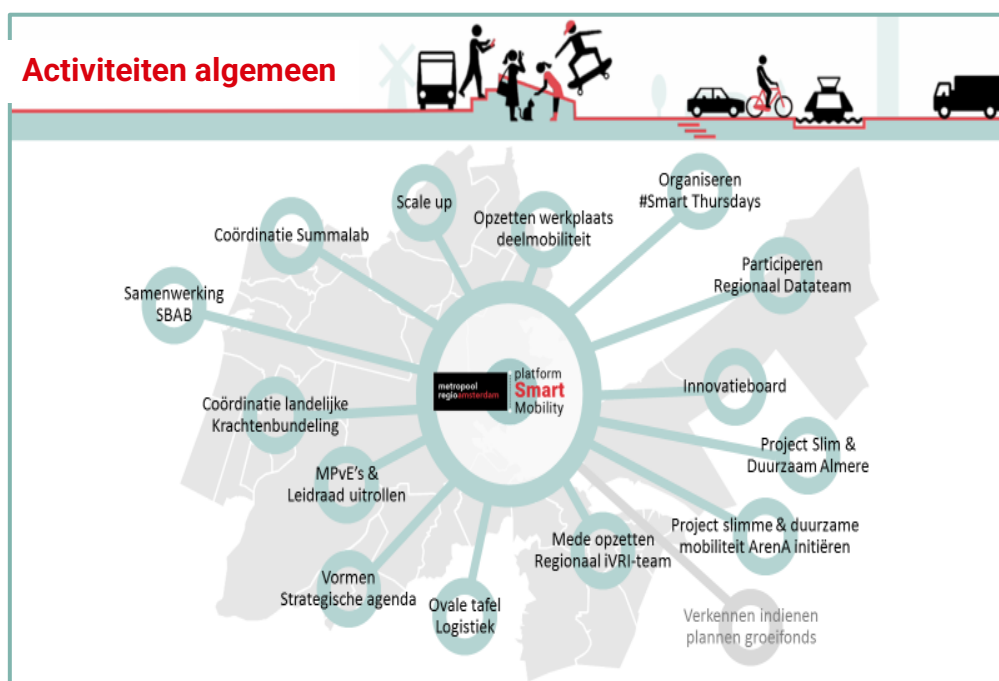 Activiteiten algemeen
Scale up
Opzetten werkplaats
deelmobiliteit
Organiseren
#Smart Thursdays
Coördinatie Summalab
Participeren
Regionaal Datateam
Samenwerking
SBAB
metropool
regioamsterdam
platform
Smart
Mobility
Innovatieboard
Coördinatie landelijke
Krachtenbundeling
Project Slim &
Duurzaam Almere
MPvE's &
Leidraad uitrollen
Project slimme & duurzame
mobiliteit ArenA initiëren
Mede opzetten
Regionaal iVRI-team
Vormen
Strategische agenda
Ovale tafel
Logistiek
Verkennen indienen
plannen groeifonds